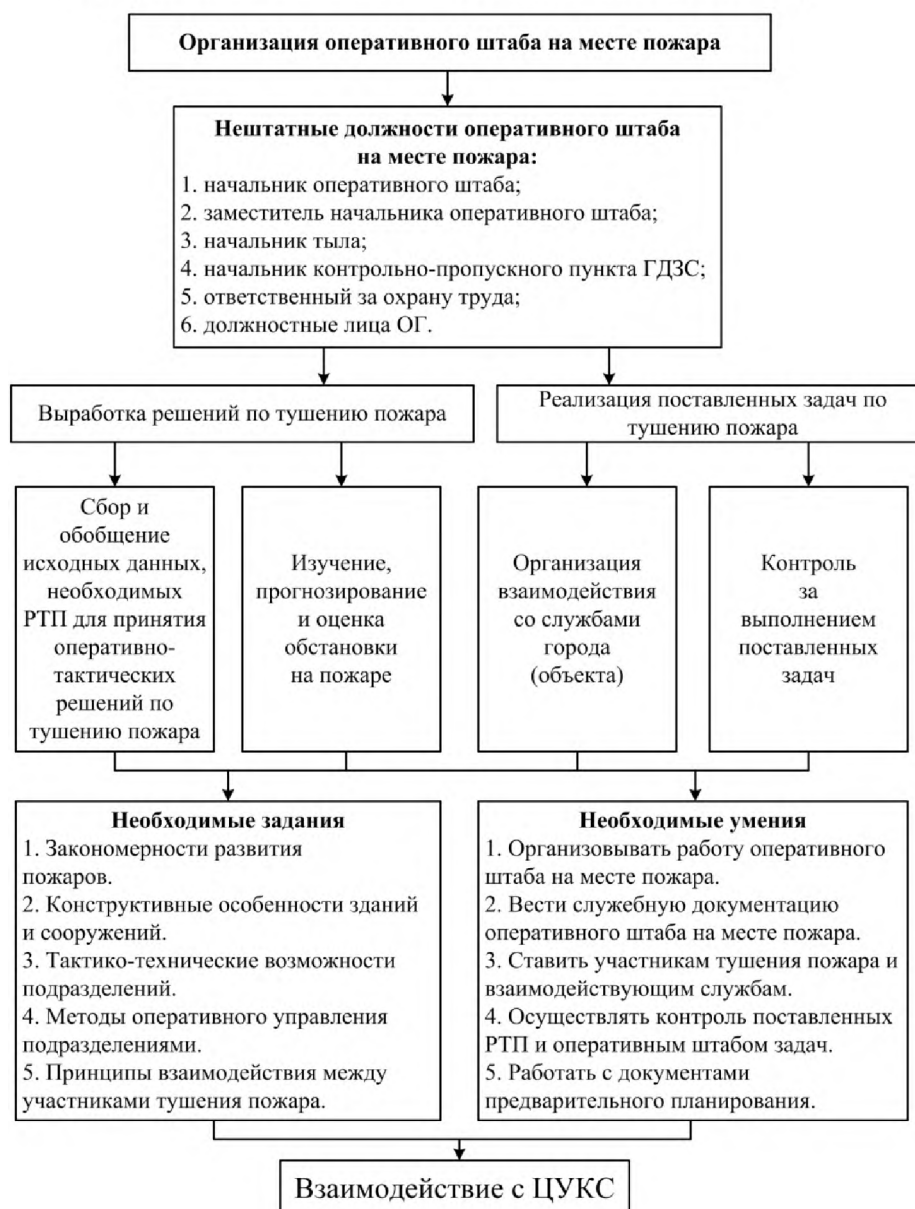 Организация оперативного штаба на месте пожара
Нештатные должности оперативного штаба
на месте пожара:
1. начальник оперативного штаба;
2. заместитель начальника оперативного штаба;
3. начальник тыла;
4. начальник контрольно-пропускного пункта ГДЗС;
5. ответственный за охрану труда;
6. должностные лица ОГ.
Выработка решений по тушению пожара
Реализация поставленных задач по
тушению пожара
Сбор и
обобщение
исходных данных,
необходимых
РТП для принятия
оперативно-
тактических
решений по
тушению пожара
Изучение,
прогнозирование
и оценка
обстановки
на пожаре
Организация
взаимодействия
со службами
города
(объекта)
Контроль
за
выполнением
поставленных
задач
Необходимые задания
1. Закономерности развития
пожаров.
2. Конструктивные особенности зданий
и сооружений.
3. Тактико-технические возможности
подразделений.
4. Методы оперативного управления
подразделениями.
5. Принципы взаимодействия между
участниками тушения пожара.
Необходимые умения
1. Организовывать работу оперативного
штаба на месте пожара.
2. Вести служебную документацию
оперативного штаба на месте пожара.
3. Ставить участникам тушения пожара и
взаимодействующим службам.
4. Осуществлять контроль поставленных
РТП и оперативным штабом задач.
5. Работать с документами
предварительного планирования.
Взаимодействие с ЦУКС